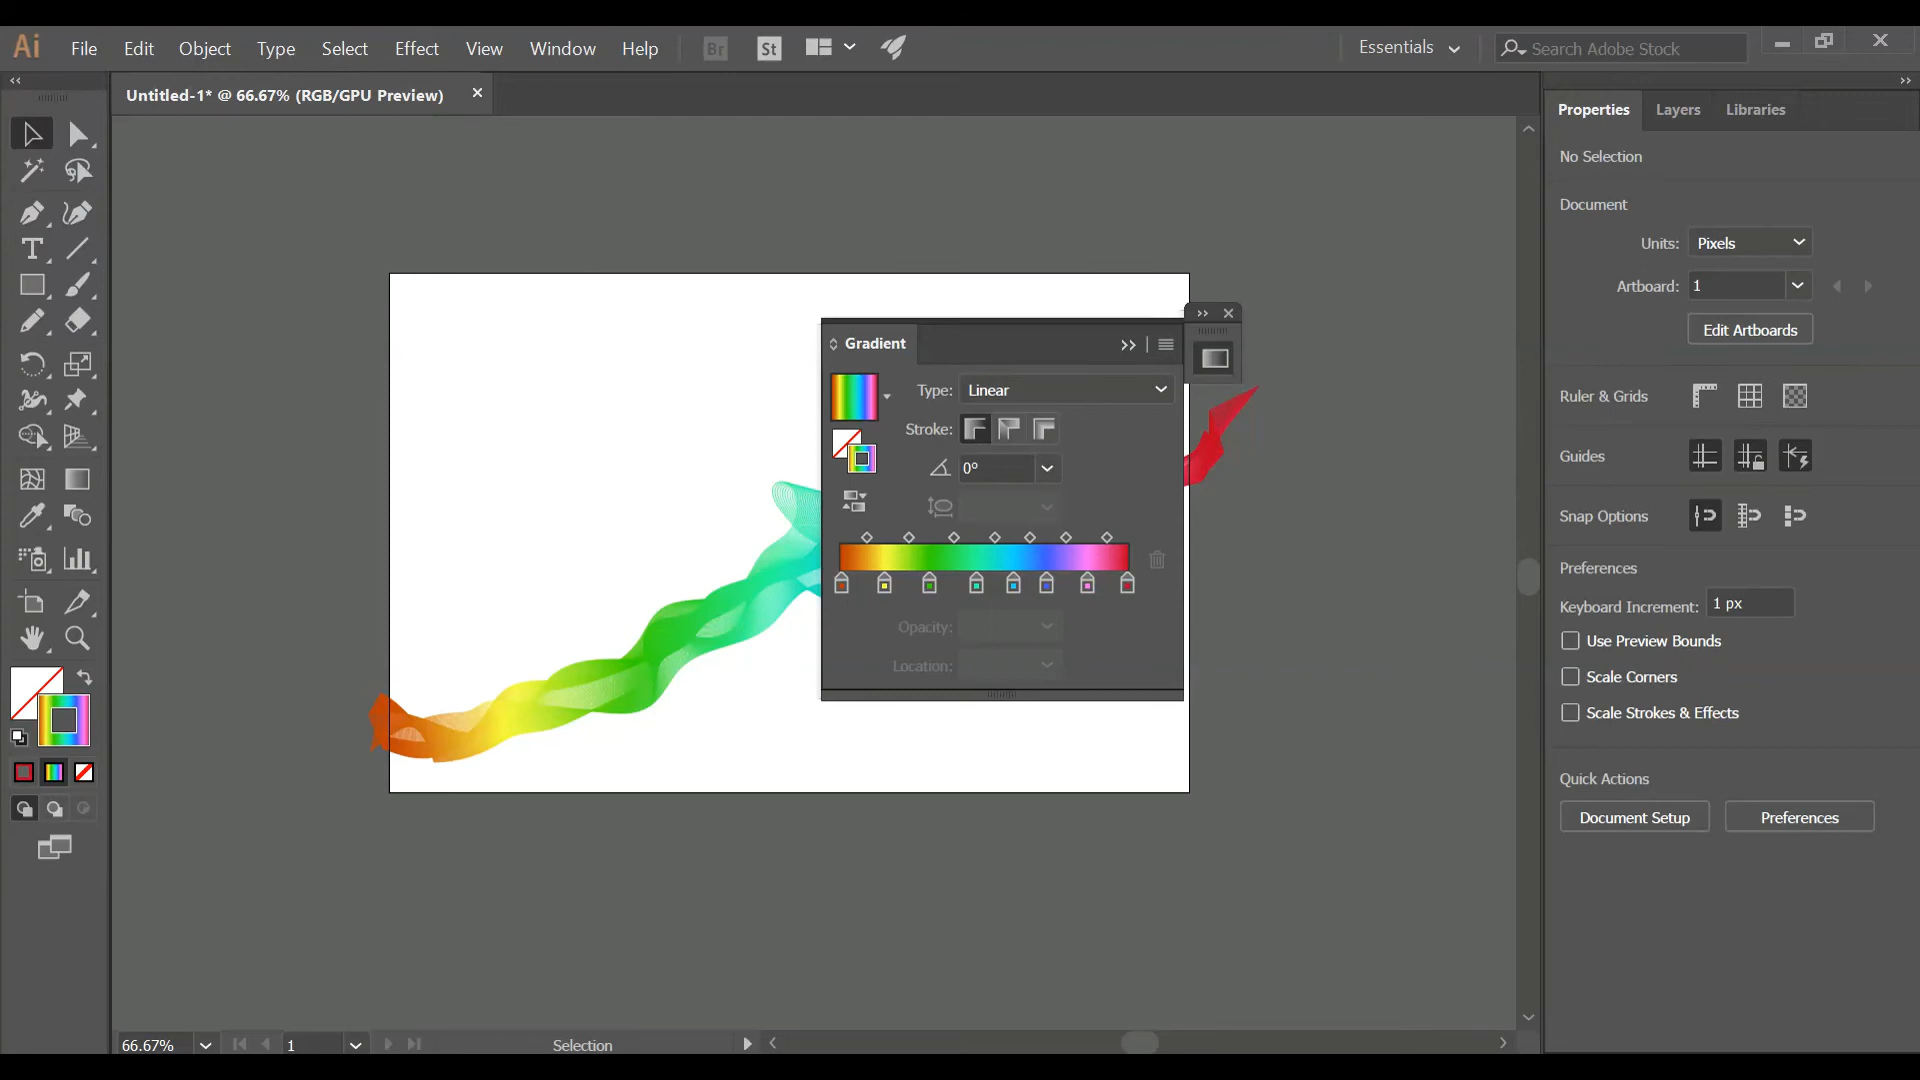 Ai
File
Edit
Object
Type
Select
Effect
View
Window
Help
Br
St
Essentials
Search Adobe Stock
Untitled-1* @ 66.67% (RGB/GPU Preview)
Properties
Layers
Libraries
No Selection
Document
Units:
Pixels
Artboard:
1
Edit Artboards
Ruler & Grids
Guides
Snap Options
Preferences
Keyboard Increment:
1 px
Use Preview Bounds
Scale Corners
Scale Strokes & Effects
Quick Actions
Document Setup
Preferences
Gradient
Type:
Linear
Stroke:
0°
Opacity:
Location:
66.67%
1
Selection